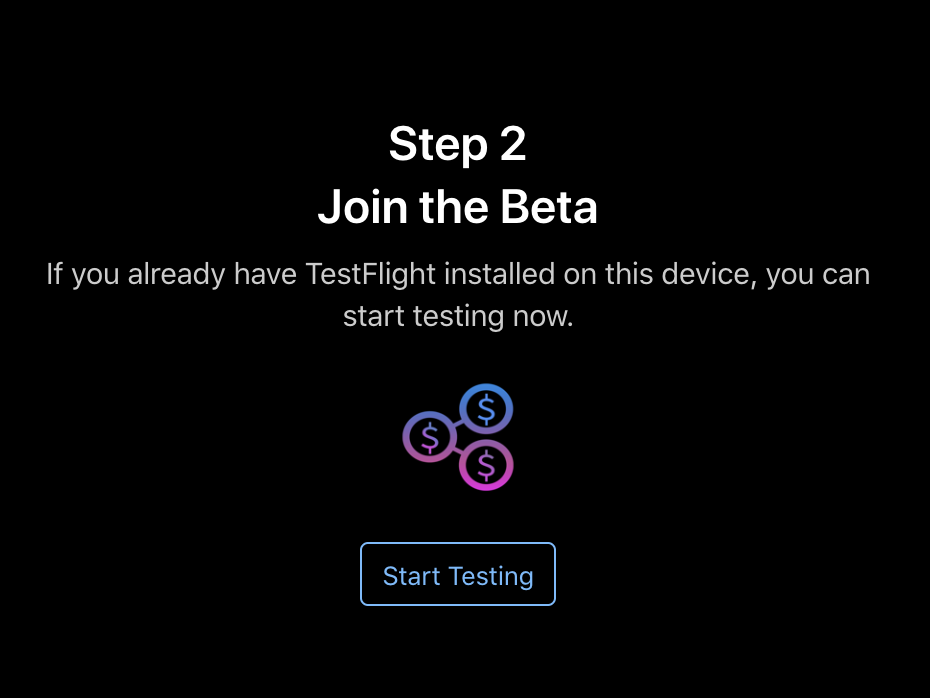 Step 2
Join the Beta
If you already have TestFlight installed on this device, you can
start testing now.
$
$
$
Start Testing